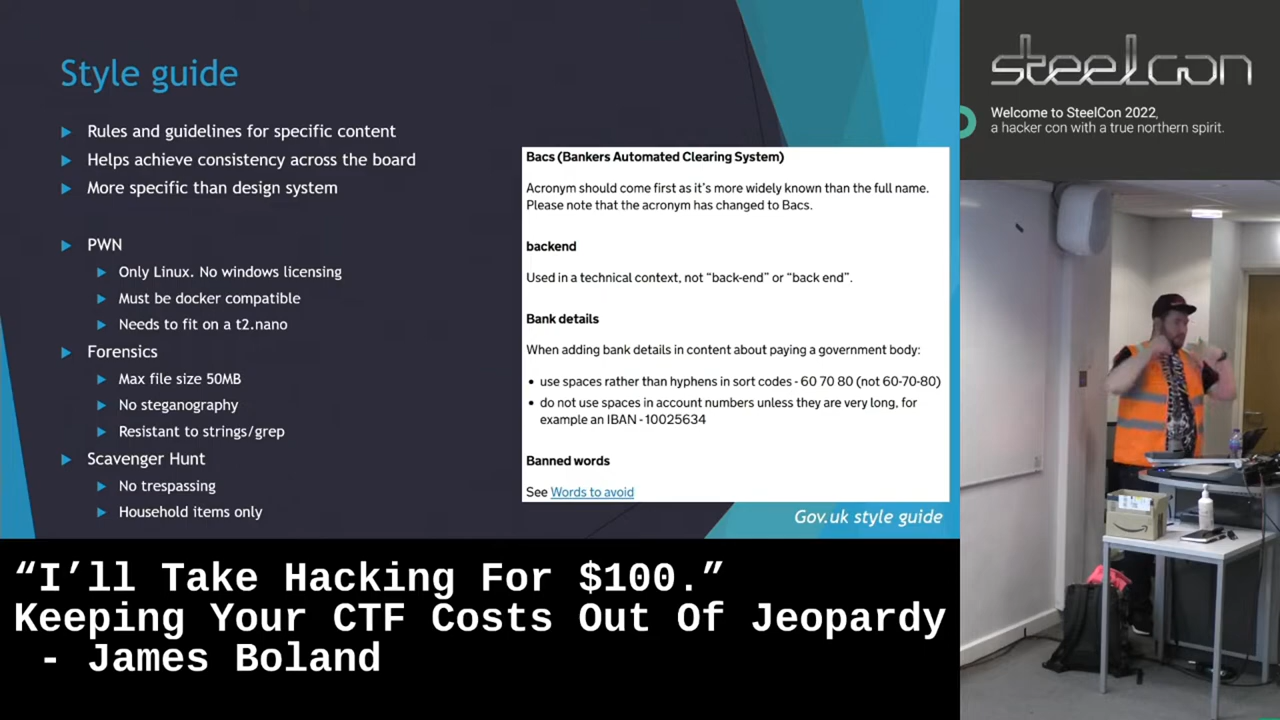 Style guide
Rules and guidelines for specific content
Helps achieve consistency across the board
More specific than design system
PWN
Only Linux. No windows licensing
Must be docker compatible
Needs to fit on a t2.nano
Forensics
Max file size 50MB
No steganography
Resistant to strings/grep
Scavenger Hunt
No trespassing
Household items only
Bacs (Bankers Automated Clearing System)
Acronym should come first as it's more widely known than the full name.
Please note that the acronym has changed to Bacs.
backend
Used in a technical context, not "back-end" or "back end".
Bank details
When adding bank details in content about paying a government body:
• use spaces rather than hyphens in sort codes - 60 70 80 (not 60-70-80)
• do not use spaces in account numbers unless they are very long, for
example an IBAN - 10025634
Banned words
See Words to avoid
Gov.uk style guide
steelcon
Welcome to SteelCon 2022,
a hacker con with a true northern spirit.
“I’ll Take Hacking For $100.”
Keeping Your CTF Costs Out Of Jeopardy
- James Boland